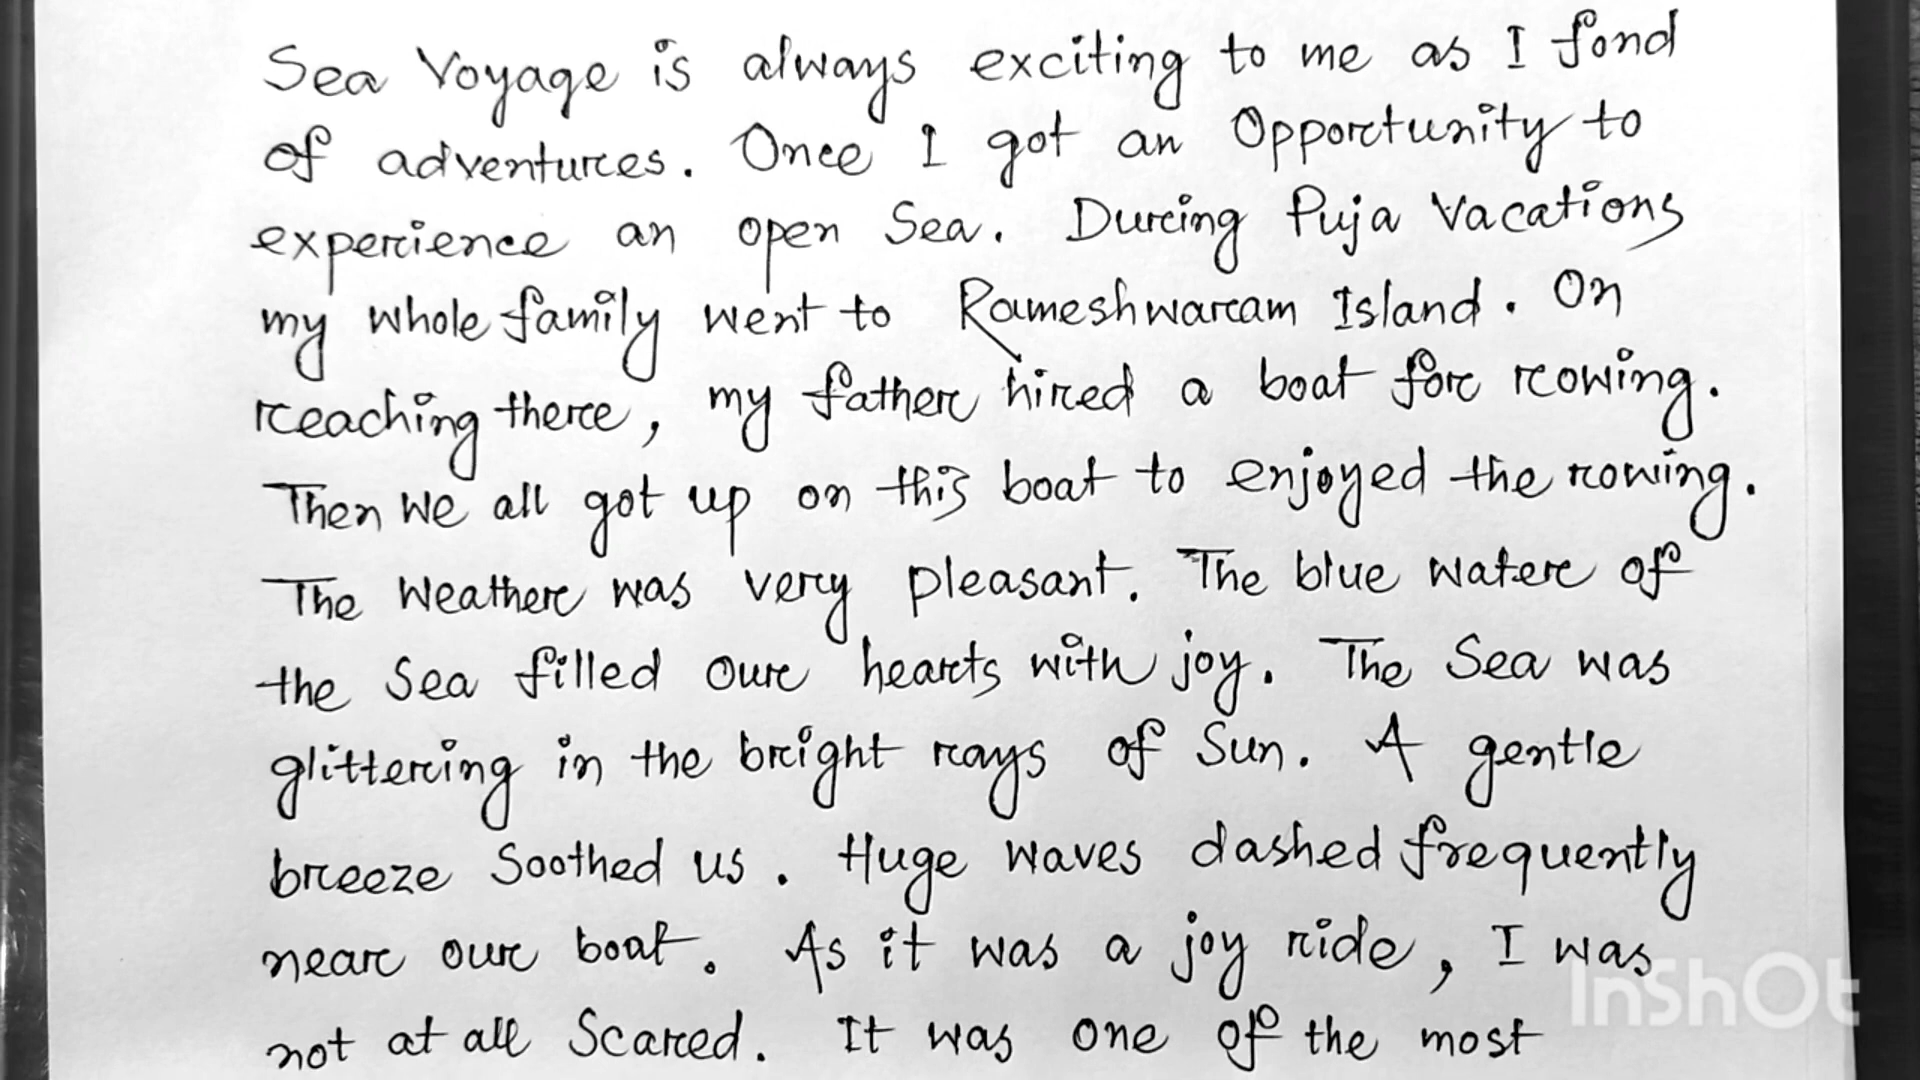 Sea Voyage is always exciting to me as I fond
of adventures. Once I got an Opportunity to
experience an open Sea. During Puja Vacations
my whole family went to Rameshwaram Island. On
reaching there, my father hired a boat for rowing.
Then we all got up on this boat to enjoyed the rowing.
The Weather was very pleasant. The blue water of
the Sea filled our hearts with joy. The Sea was
glittering in the bright rays of Sun. A gentle
breeze Soothed us. Huge waves dashed frequently
near our boat. As it was a joy ride, I was
not at all Scared. It was one of the most
InShOt